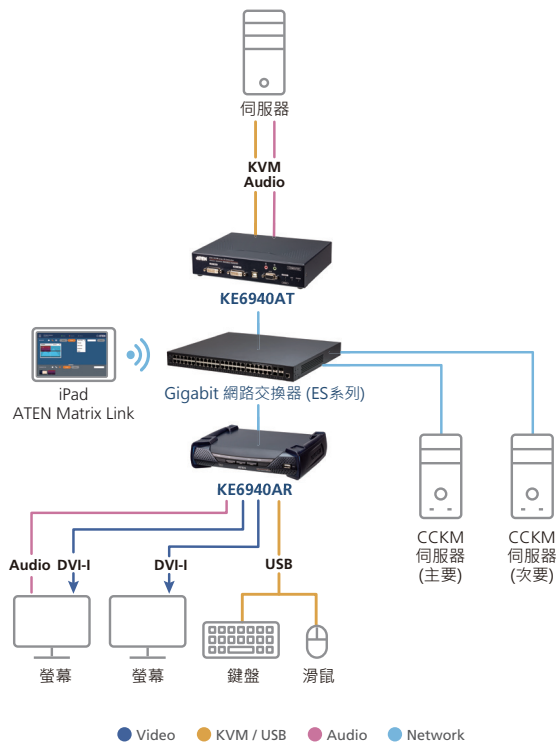 伺服器
KVM
Audio
ATEN
KE6940AT
iPad
ATEN Matrix Link
Gigabit 網路交換器 (ES系列)
KE6940AR
Audio
DVI-I
DVI-I
USB
CCKM
伺服器
(主要)
CCKM
伺服器
(次要)
螢幕
螢幕
鍵盤
滑鼠
Video
KVM / USB
Audio
Network